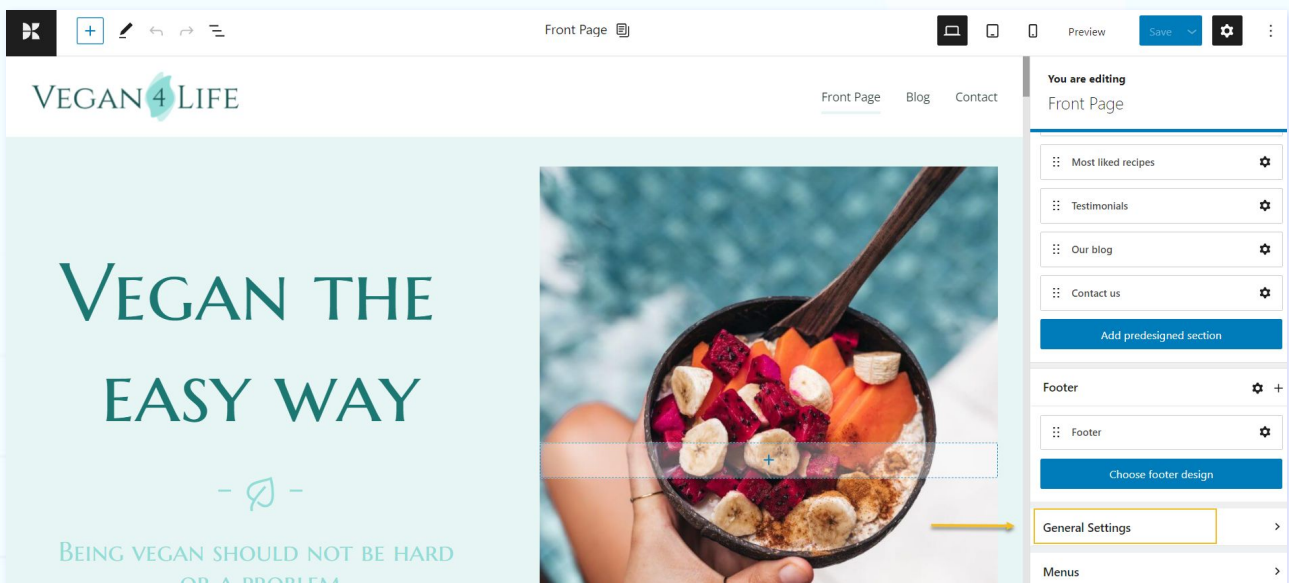 Front Page
Preview
Save
VEGAN 4 LIFE
Front Page Blog Contact
VEGAN THE
EASY WAY
BEING VEGAN SHOULD NOT BE HARD
OR A PROBLEM
You are editing
Front Page
Most liked recipes
Testimonials
Our blog
Contact us
Add predesigned section
Footer
Footer
Choose footer design
General Settings
Menus